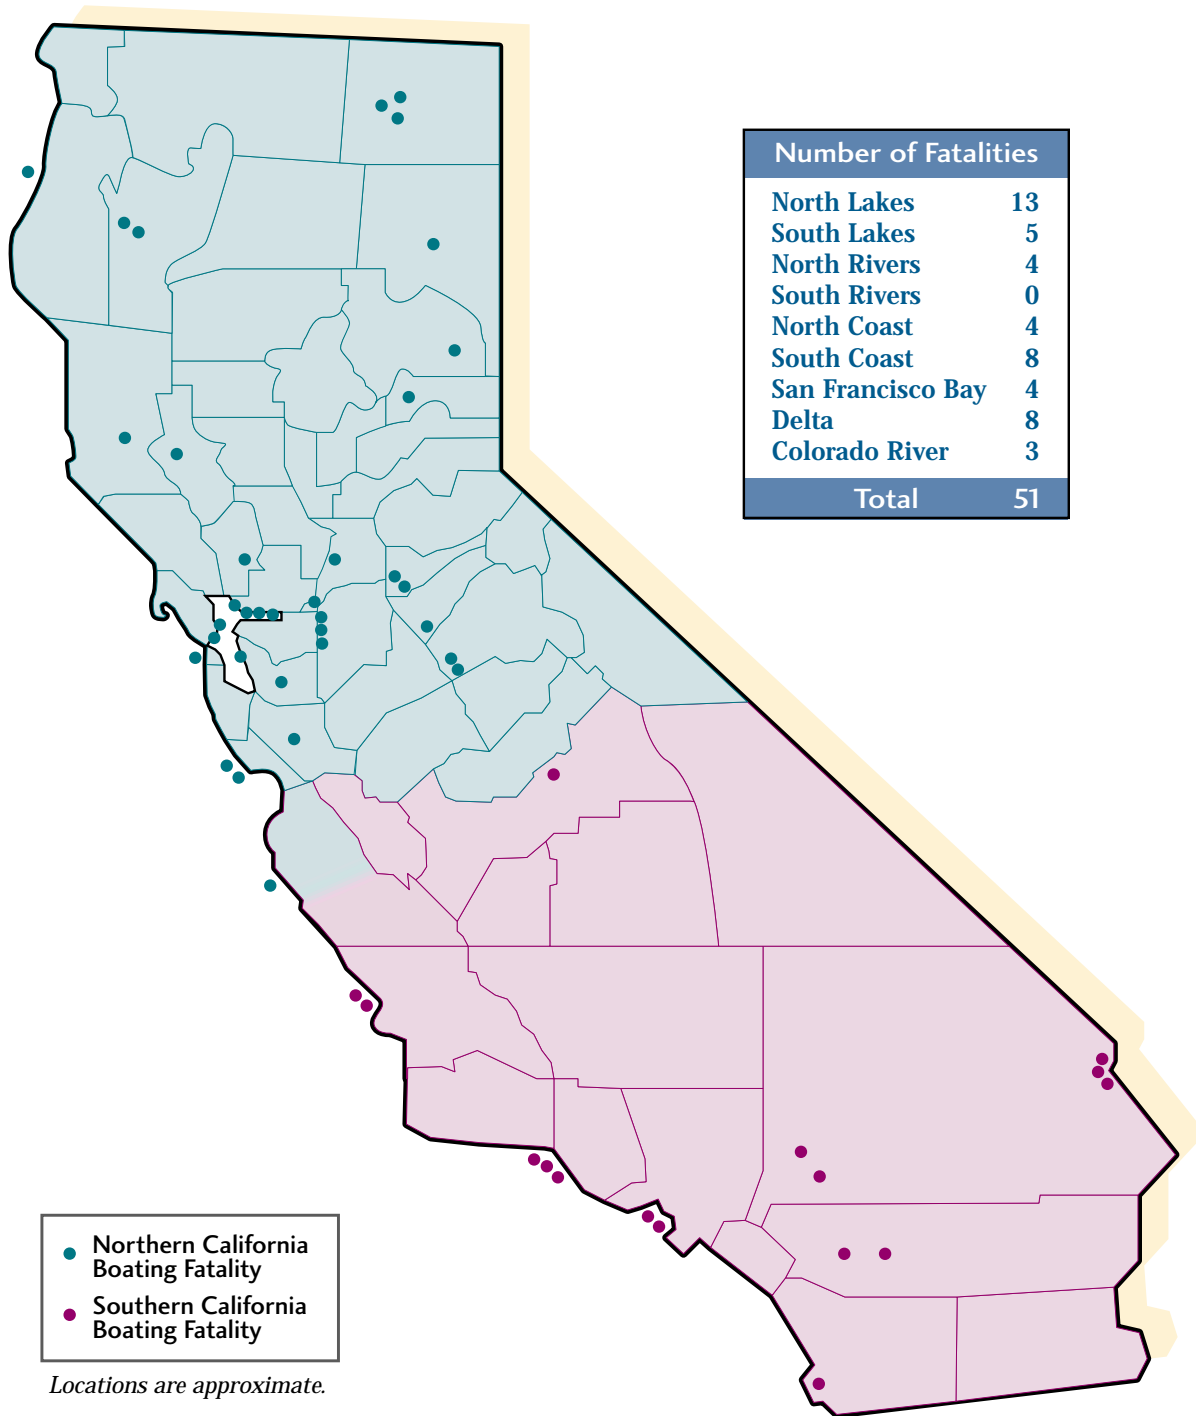 Number of Fatalities
North Lakes 13
South Lakes 5
North Rivers 4
South Rivers 0
North Coast 4
South Coast 8
San Francisco Bay 4
Delta 8
Colorado River 3
Total 51
Northern California
Boating Fatality
Southern California
Boating Fatality
Locations are approximate.